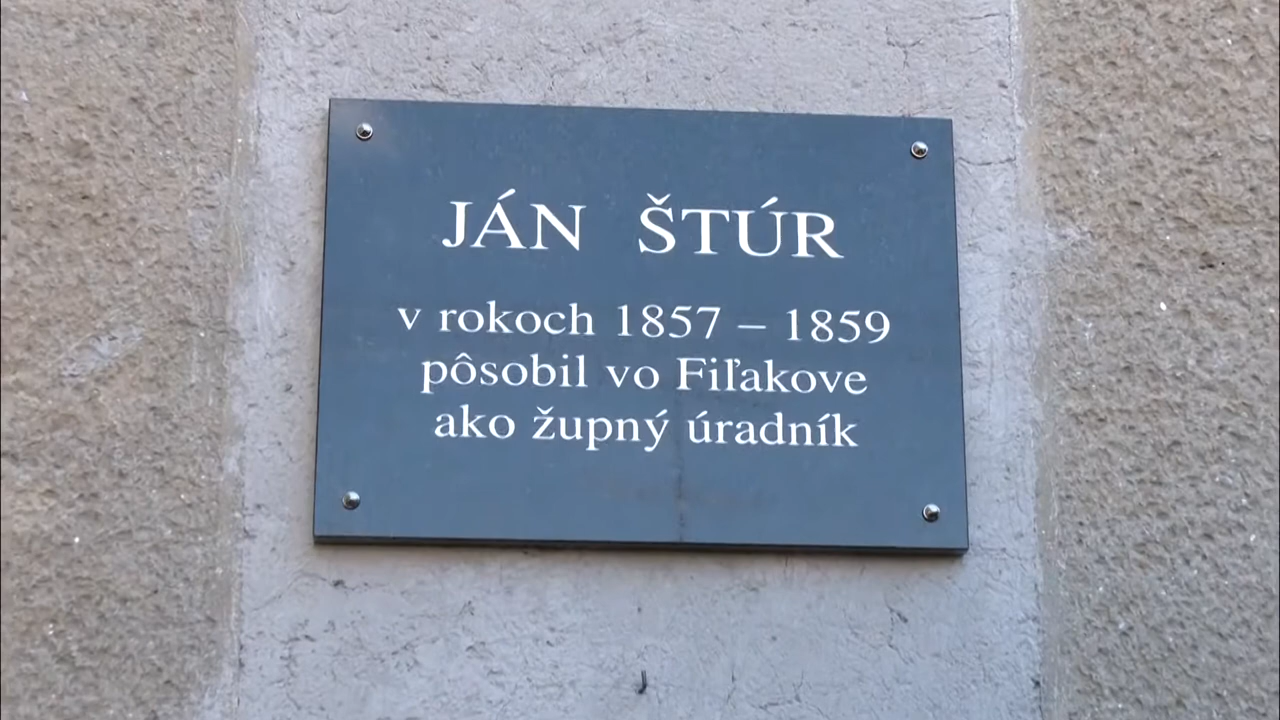 JÁN ŠTÚR
v rokoch 1857 – 1859
pôsobil vo Fiľakove
ako župný úradník